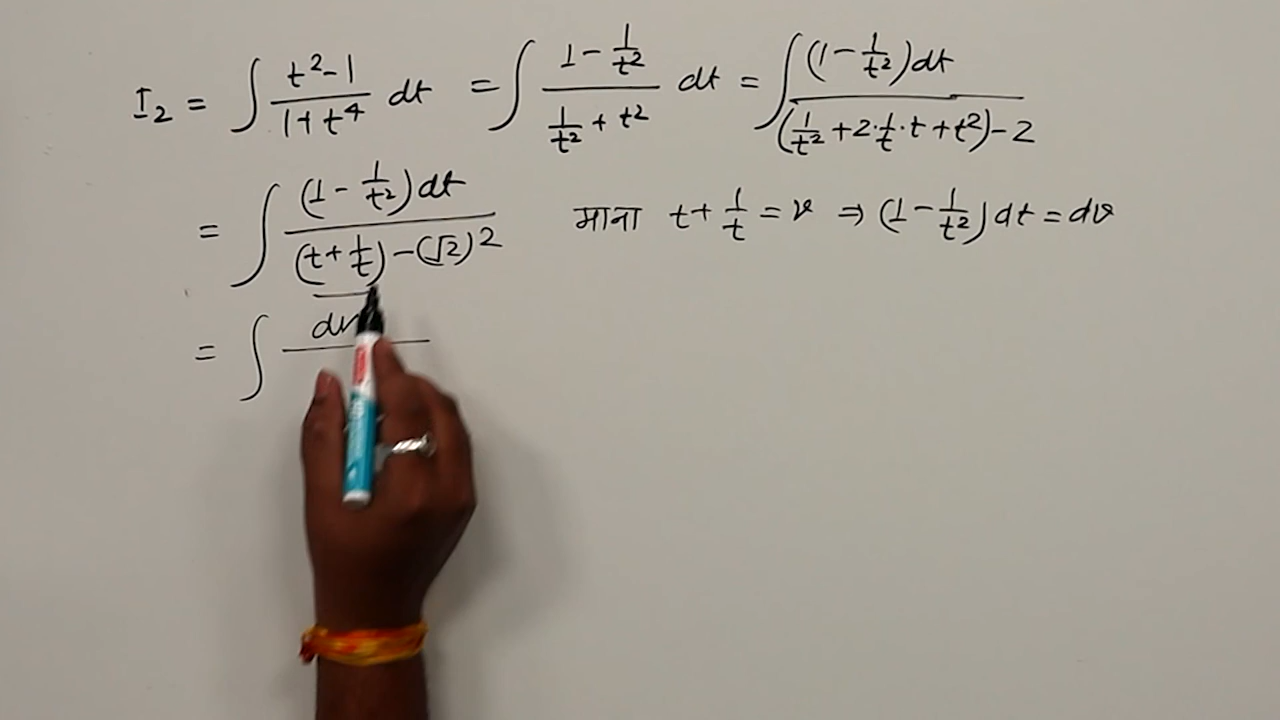 I₂ = ∫ (t²-1)/(1+t⁴) dt = ∫ (1 - 1/t²)/(1/t² + t²) dt = ∫ (1 - 1/t²)dt/((1/t² + 2·1/t·t + t²) - 2)
= ∫ (1 - 1/t²)dt/((t + 1/t) - (√2)²) माना t + 1/t = v ⇒ (1 - 1/t²)dt = dv
= ∫ dv